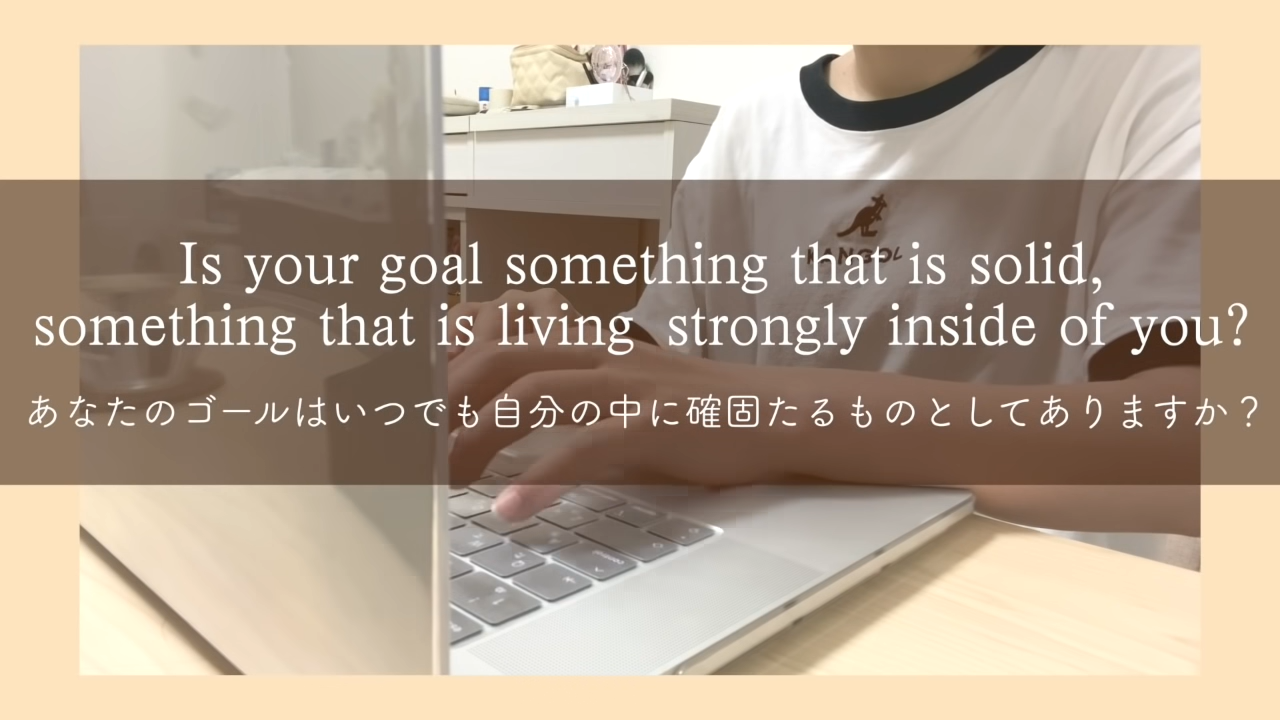 Is your goal something that is solid,
something that is living strongly inside of you?
あなたのゴールはいつでも自分の中に確固たるものとしてありますか？
KANGOL